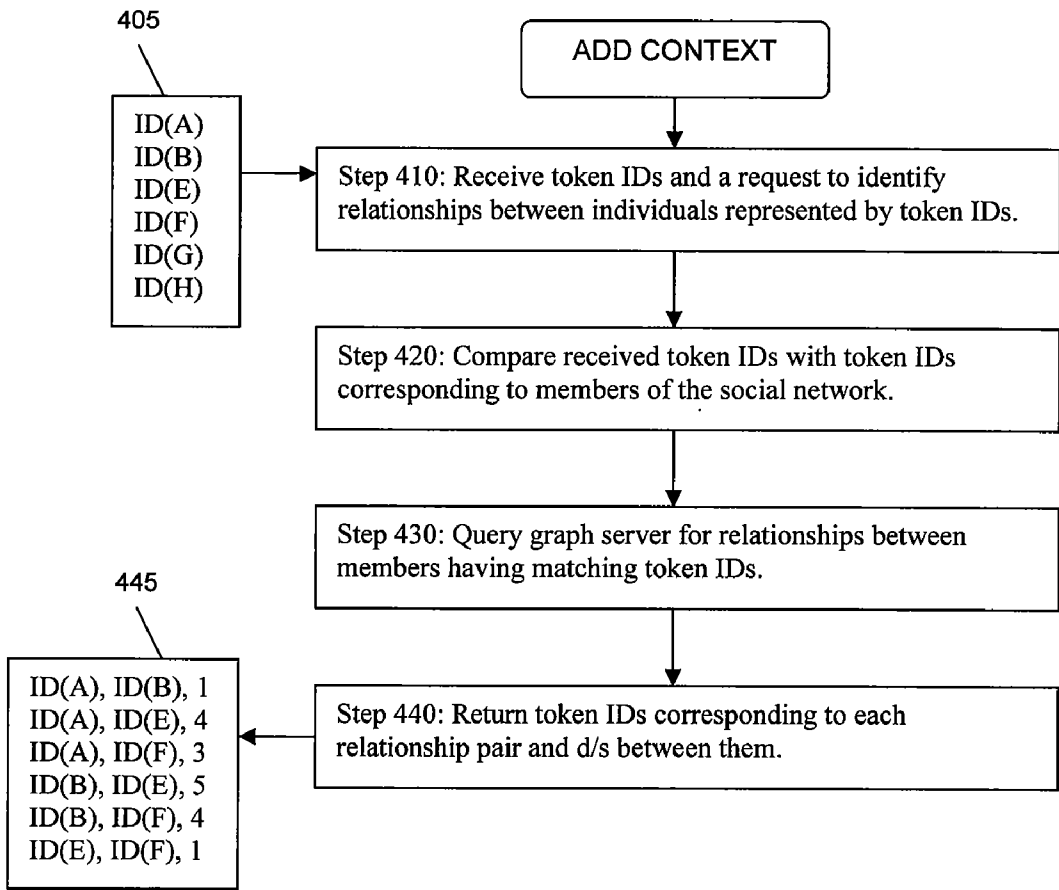 405
ADD CONTEXT
ID(A)
ID(B)
ID(E)
ID(F)
ID(G)
ID(H)
Step 410: Receive token IDs and a request to identify
relationships between individuals represented by token IDs.
Step 420: Compare received token IDs with token IDs
corresponding to members of the social network.
Step 430: Query graph server for relationships between
members having matching token IDs.
445
ID(A), ID(B), 1
ID(A), ID(E), 4
ID(A), ID(F), 3
ID(B), ID(E), 5
ID(B), ID(F), 4
ID(E), ID(F), 1
Step 440: Return token IDs corresponding to each
relationship pair and d/s between them.